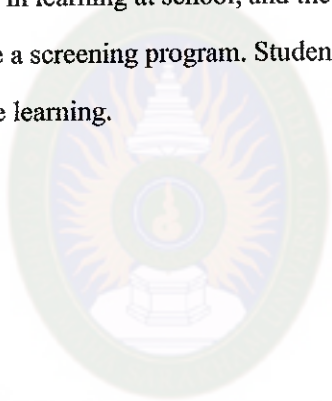 in learning at school, and the
a screening program. Studen
learning.